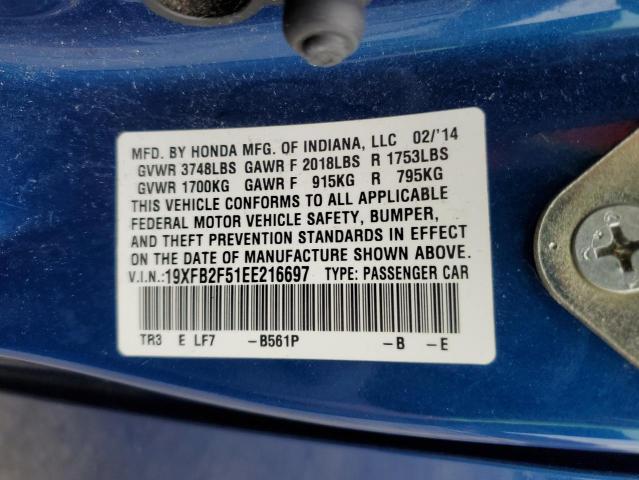 MFD. BY HONDA MFG. OF INDIANA, LLC 02/'14
GVWR 3748LBS GAWR F 2018LBS R 1753LBS
GVWR 1700KG GAWR F 915KG R 795KG
THIS VEHICLE CONFORMS TO ALL APPLICABLE
FEDERAL MOTOR VEHICLE SAFETY, BUMPER,
AND THEFT PREVENTION STANDARDS IN EFFECT
ON THE DATE OF MANUFACTURE SHOWN ABOVE.
V.I.N.:19XFB2F51EE216697 TYPE: PASSENGER CAR
TR3 E LF7 -B561P -B -E